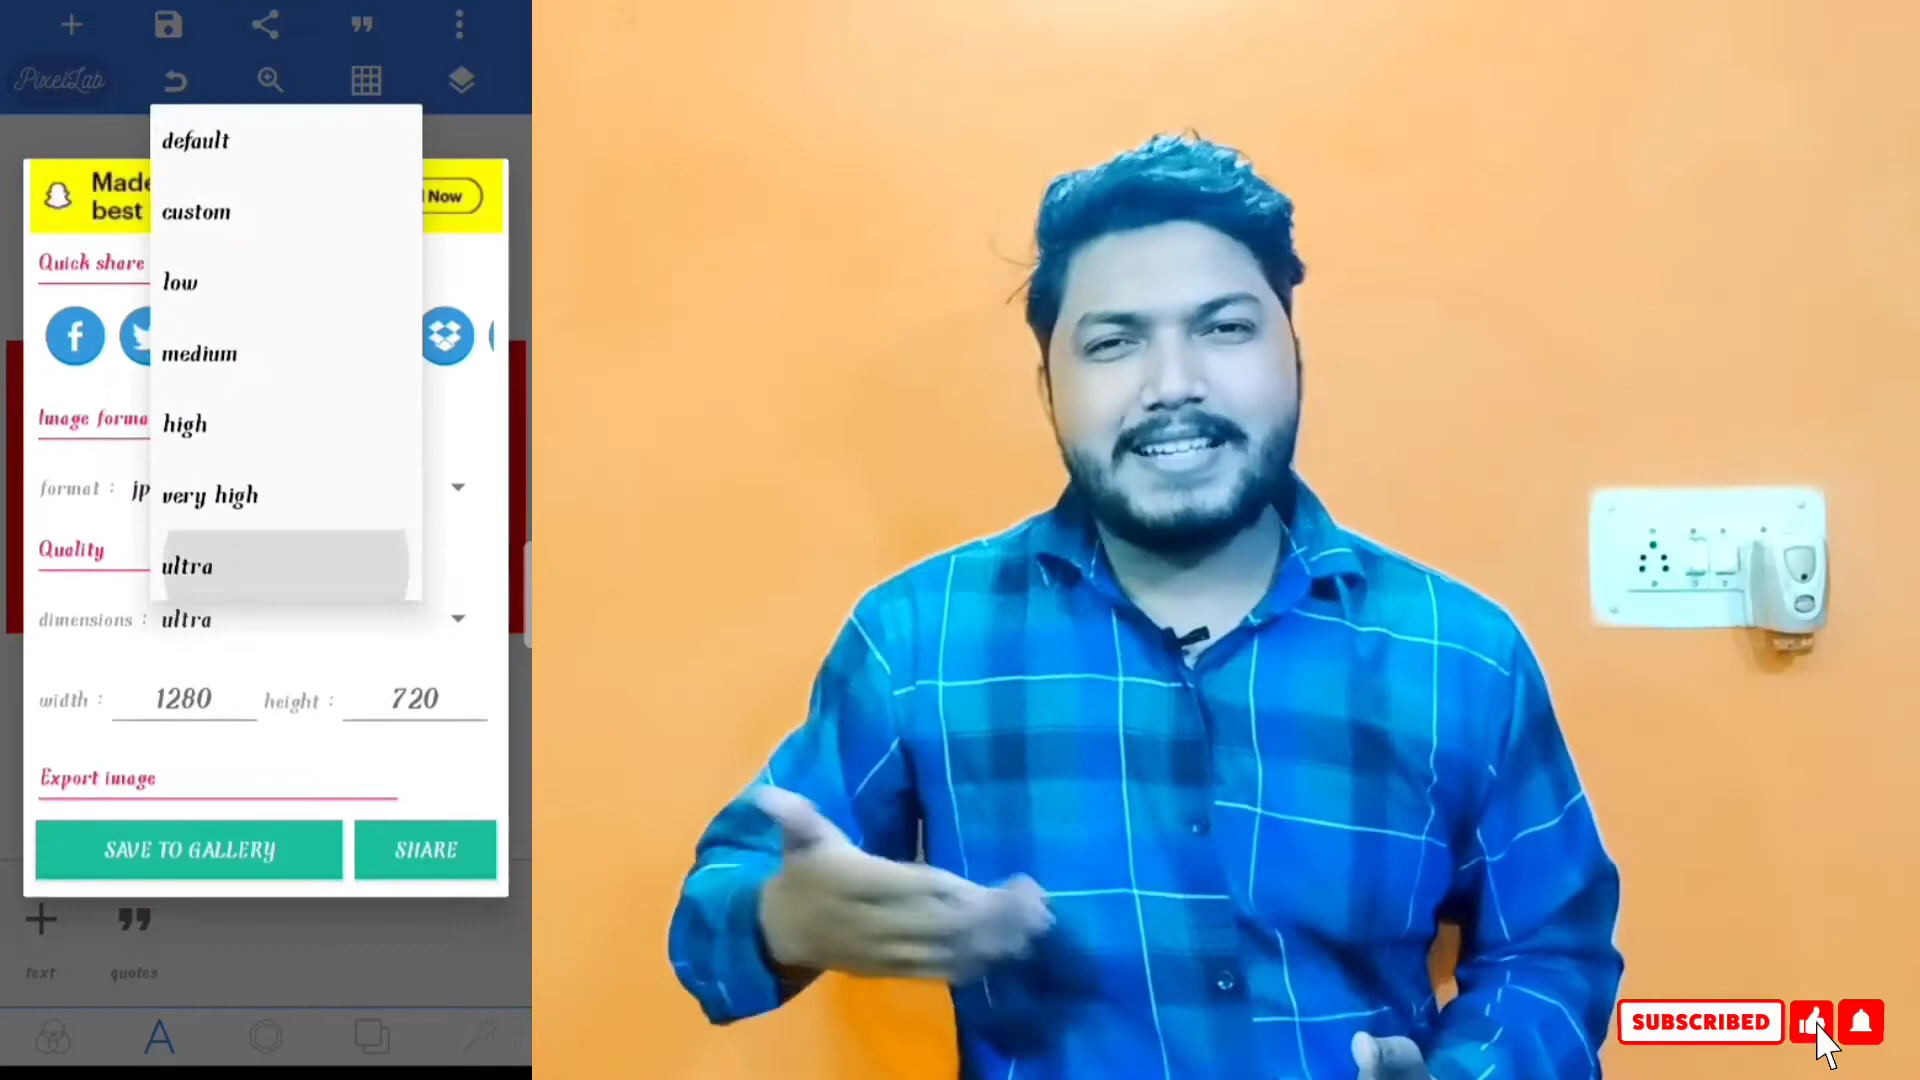 PixelLab
default
Made
best
Now
custom
Quick share
low
medium
Image forma
high
format : jp
very high
Quality
ultra
dimensions : ultra
width : 1280 height : 720
Export image
SAVE TO GALLERY SHARE
text quotes
SUBSCRIBED